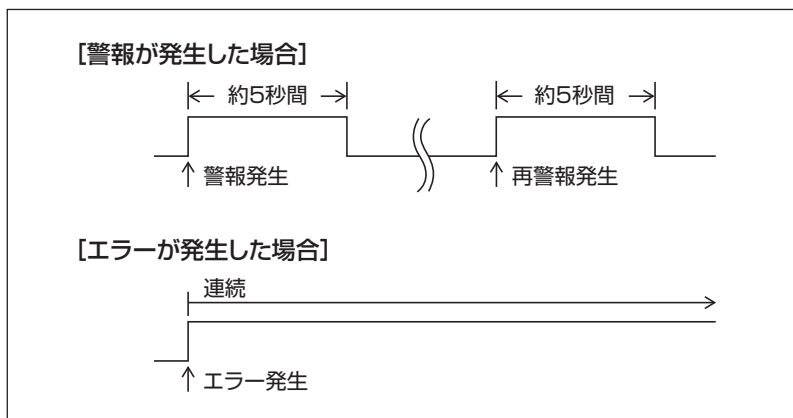 ［警報が発生した場合］
約5秒間 約5秒間
警報発生 再警報発生
［エラーが発生した場合］
連続
エラー発生